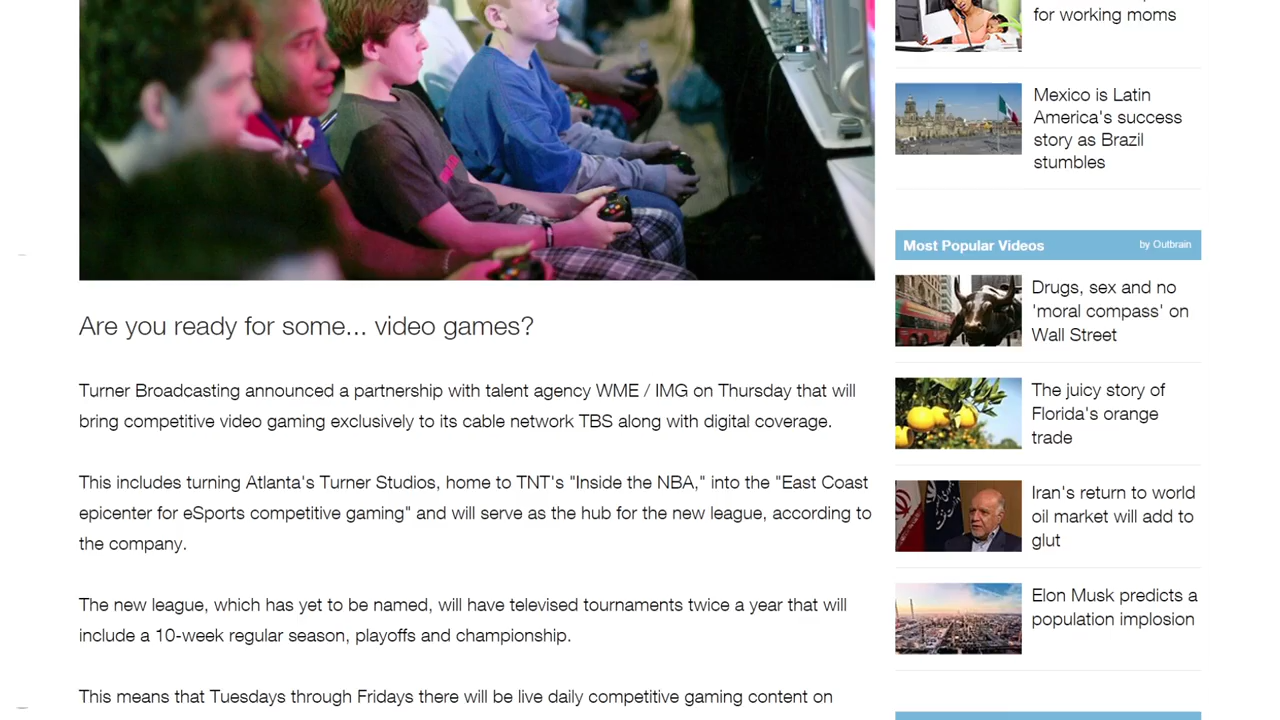 for working moms
Mexico is Latin
America's success
story as Brazil
stumbles
Most Popular Videos
by Outbrain
Drugs, sex and no
'moral compass' on
Wall Street
The juicy story of
Florida's orange
trade
Iran's return to world
oil market will add to
glut
Elon Musk predicts a
population implosion
Are you ready for some... video games?
Turner Broadcasting announced a partnership with talent agency WME / IMG on Thursday that will
bring competitive video gaming exclusively to its cable network TBS along with digital coverage.
This includes turning Atlanta's Turner Studios, home to TNT's "Inside the NBA," into the "East Coast
epicenter for eSports competitive gaming" and will serve as the hub for the new league, according to
the company.
The new league, which has yet to be named, will have televised tournaments twice a year that will
include a 10-week regular season, playoffs and championship.
This means that Tuesdays through Fridays there will be live daily competitive gaming content on